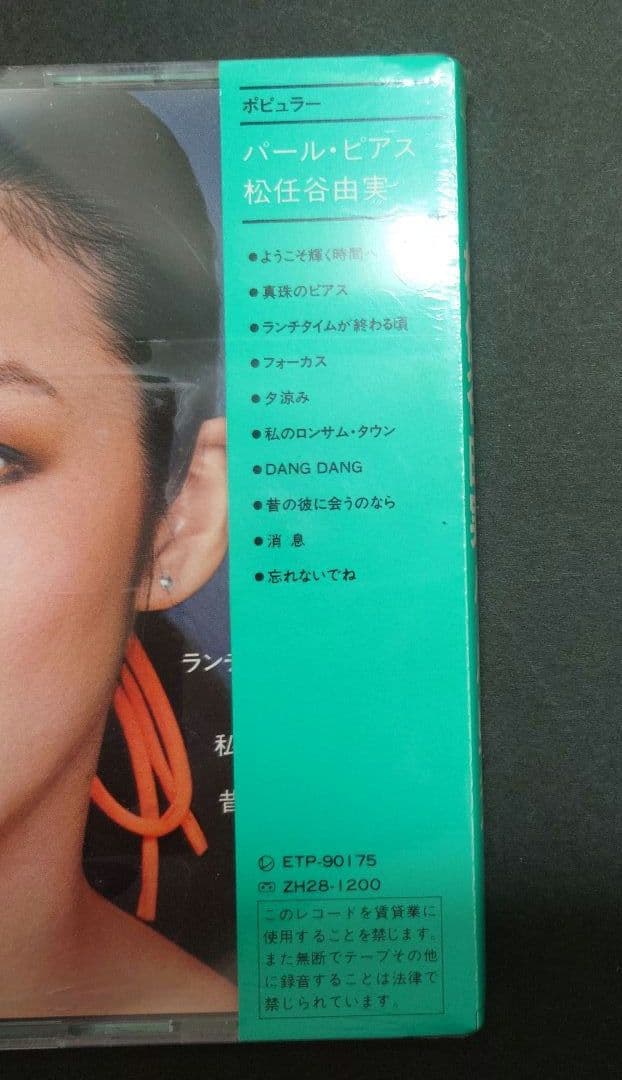 ポピュラー
パール・ピアス
松任谷由実
●ようこそ輝く時間へ
●真珠のピアス
●ランチタイムが終わる頃
●フォーカス
●夕涼み
●私のロンサム・タウン
●DANG DANG
●昔の彼に会うのなら
●消息
●忘れないでね
ラン
私
昔
ETP-90175
ZH28-1200
このレコードを賃貸業に
使用することを禁じます。
また無断でテープその他
に録音することは法律で
禁じられています。